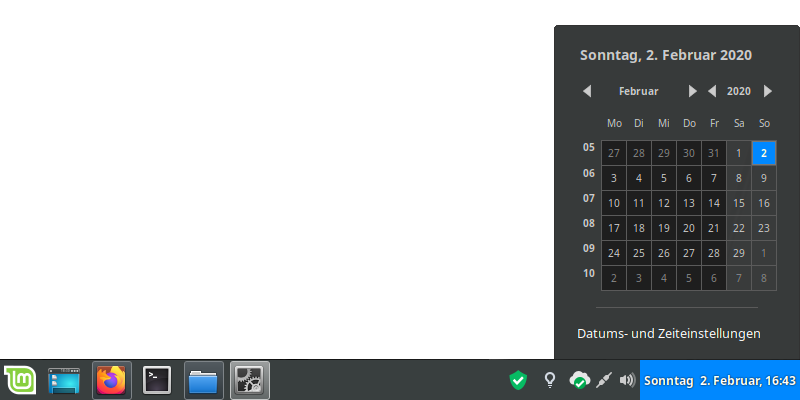 Sonntag, 2. Februar 2020
Februar 2020
Mo Di Mi Do Fr Sa So
05 27 28 29 30 31 1 2
06 3 4 5 6 7 8 9
07 10 11 12 13 14 15 16
08 17 18 19 20 21 22 23
09 24 25 26 27 28 29 1
10 2 3 4 5 6 7 8
Datums- und Zeiteinstellungen
Sonntag 2. Februar, 16:43